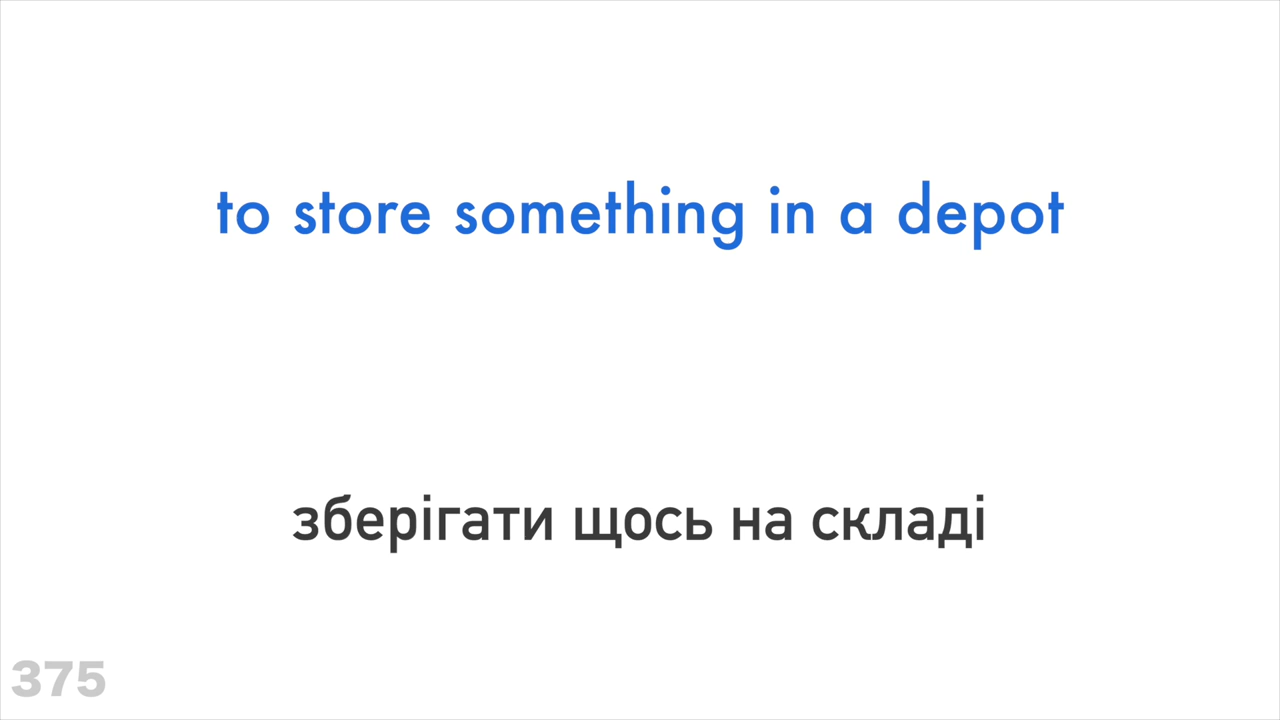 to store something in a depot
зберігати щось на складі
375